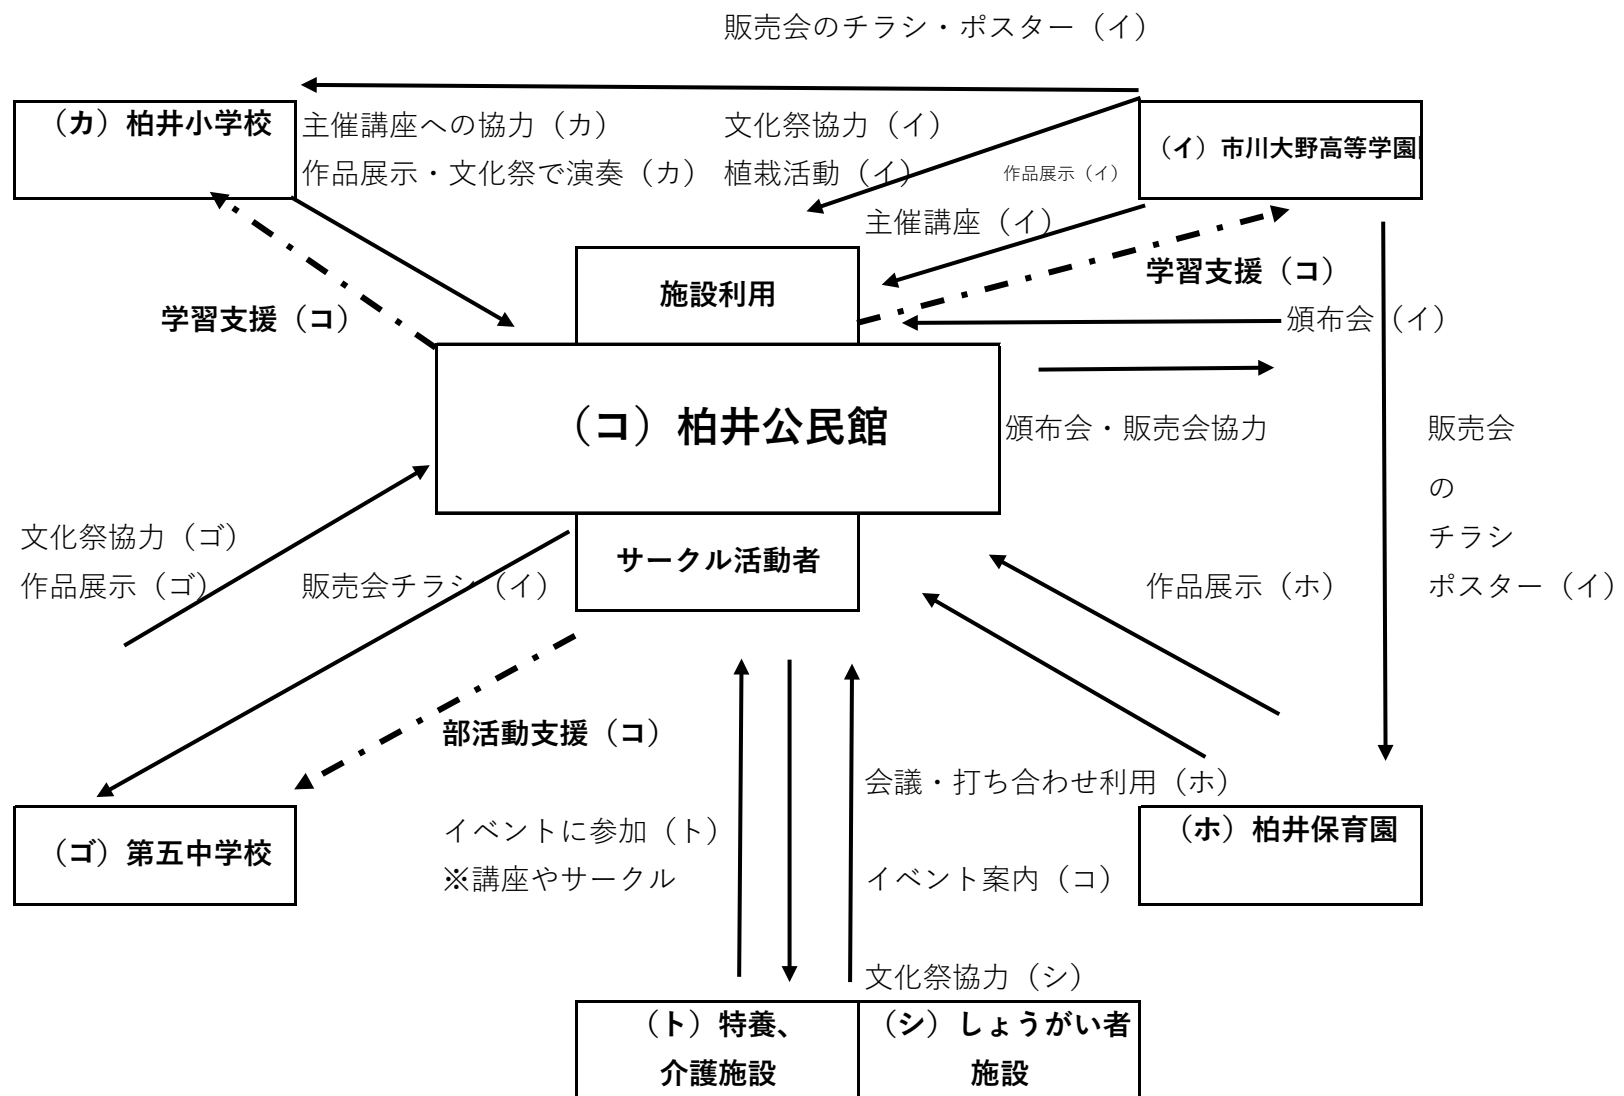 販売会のチラシ・ポスター（イ）
（カ）柏井小学校
主催講座への協力（カ）
作品展示・文化祭で演奏（カ）
文化祭協力（イ）
植栽活動（イ）
作品展示（イ）
（イ）市川大野高等学園
主催講座（イ）
施設利用
学習支援（コ）
学習支援（コ）
頒布会（イ）
（コ）柏井公民館
頒布会・販売会協力
販売会
の
チラシ
ポスター（イ）
文化祭協力（ゴ）
作品展示（ゴ）
販売会チラシ（イ）
サークル活動者
作品展示（ホ）
部活動支援（コ）
会議・打ち合わせ利用（ホ）
（ゴ）第五中学校
イベントに参加（ト）
※講座やサークル
イベント案内（コ）
（ホ）柏井保育園
文化祭協力（シ）
（ト）特養、
介護施設
（シ）しょうがい者
施設